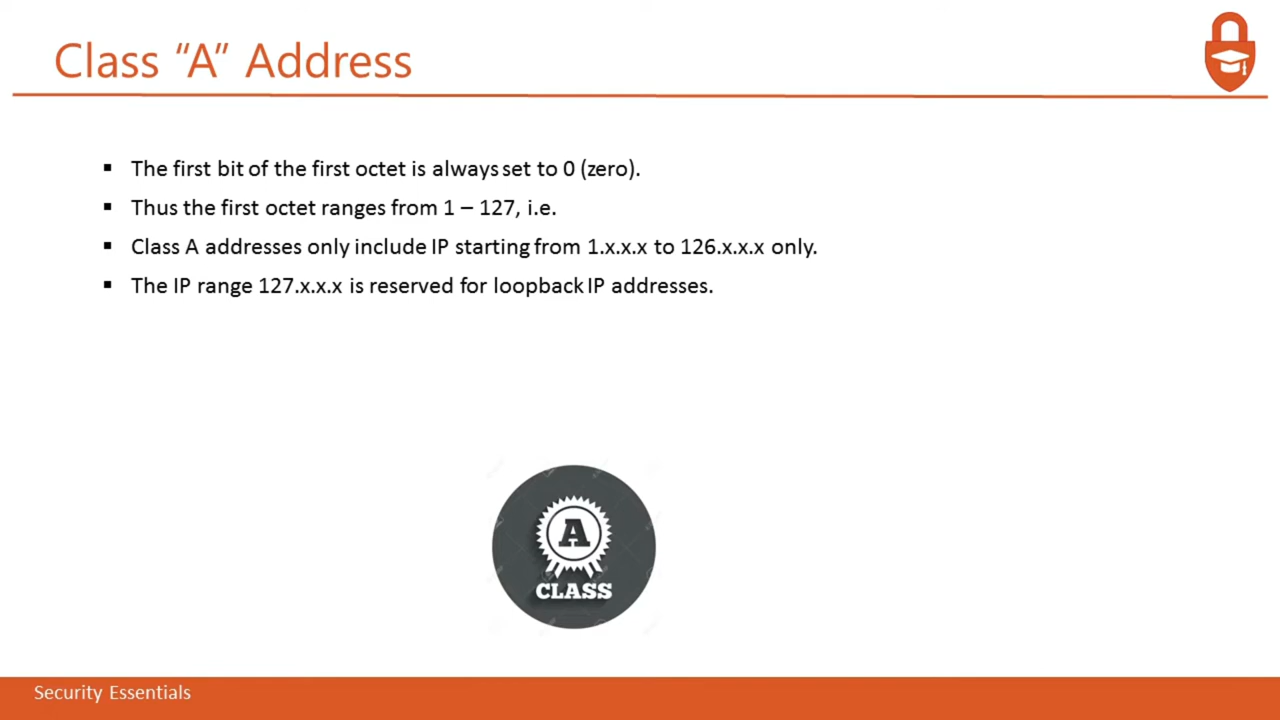 Class “A” Address
▪ The first bit of the first octet is always set to 0 (zero).
▪ Thus the first octet ranges from 1 – 127, i.e.
▪ Class A addresses only include IP starting from 1.x.x.x to 126.x.x.x only.
▪ The IP range 127.x.x.x is reserved for loopback IP addresses.
A
CLASS
Security Essentials